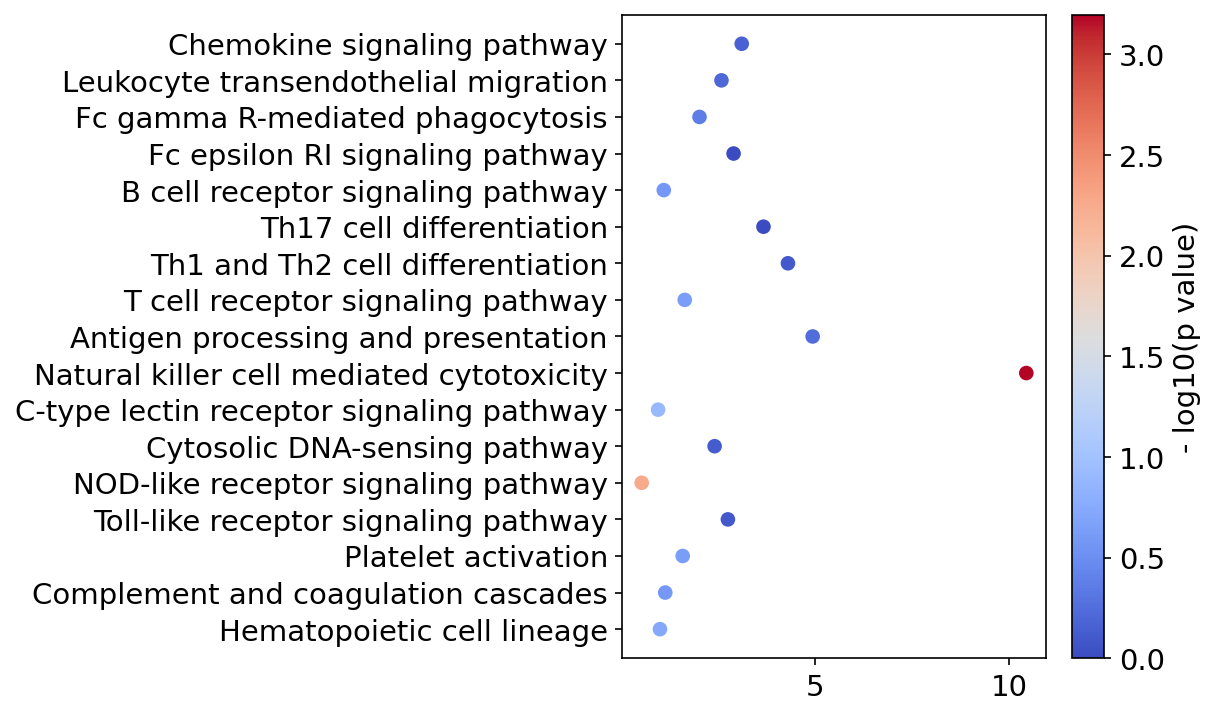 Chemokine signaling pathway
Leukocyte transendothelial migration
Fc gamma R-mediated phagocytosis
Fc epsilon RI signaling pathway
B cell receptor signaling pathway
Th17 cell differentiation
Th1 and Th2 cell differentiation
T cell receptor signaling pathway
Antigen processing and presentation
Natural killer cell mediated cytotoxicity
C-type lectin receptor signaling pathway
Cytosolic DNA-sensing pathway
NOD-like receptor signaling pathway
Toll-like receptor signaling pathway
Platelet activation
Complement and coagulation cascades
Hematopoietic cell lineage
5
10
3.0
2.5
2.0
1.5
1.0
0.5
0.0
- log10(p value)